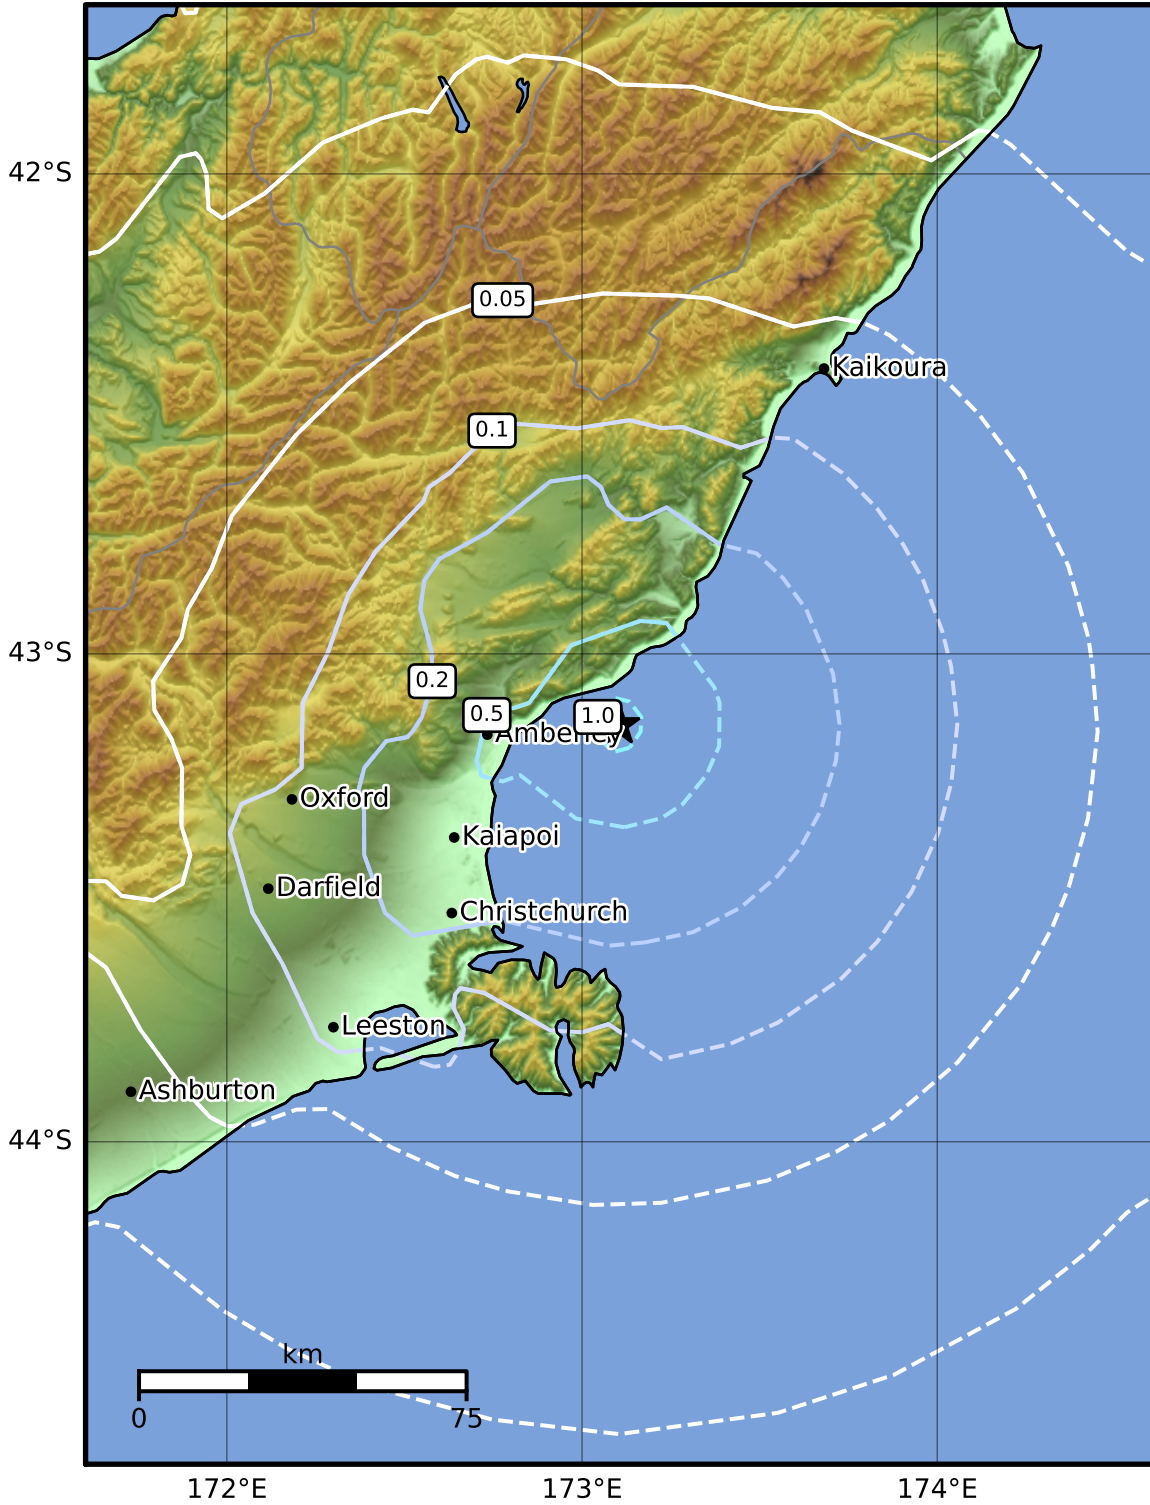 42°S
0.05
Kaikoura
0.1
43°S
0.2
0.5
1.0
Amberley
Oxford
Kaiapoi
Darfield
Christchurch
Leeston
Ashburton
44°S
km
0
75
172°E
173°E
174°E